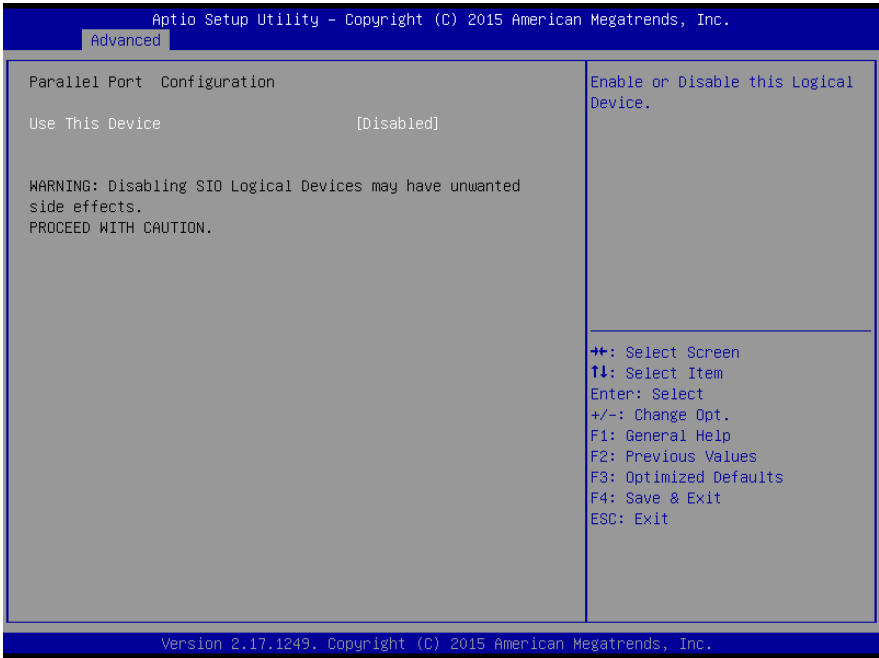 Aptio Setup Utility – Copyright (C) 2015 American Megatrends, Inc.
Advanced
Parallel Port Configuration
Use This Device [Disabled]
WARNING: Disabling SIO Logical Devices may have unwanted
side effects.
PROCEED WITH CAUTION.
Enable or Disable this Logical
Device.
→←: Select Screen
↑↓: Select Item
Enter: Select
+/-: Change Opt.
F1: General Help
F2: Previous Values
F3: Optimized Defaults
F4: Save & Exit
ESC: Exit
Version 2.17.1249. Copyright (C) 2015 American Megatrends, Inc.